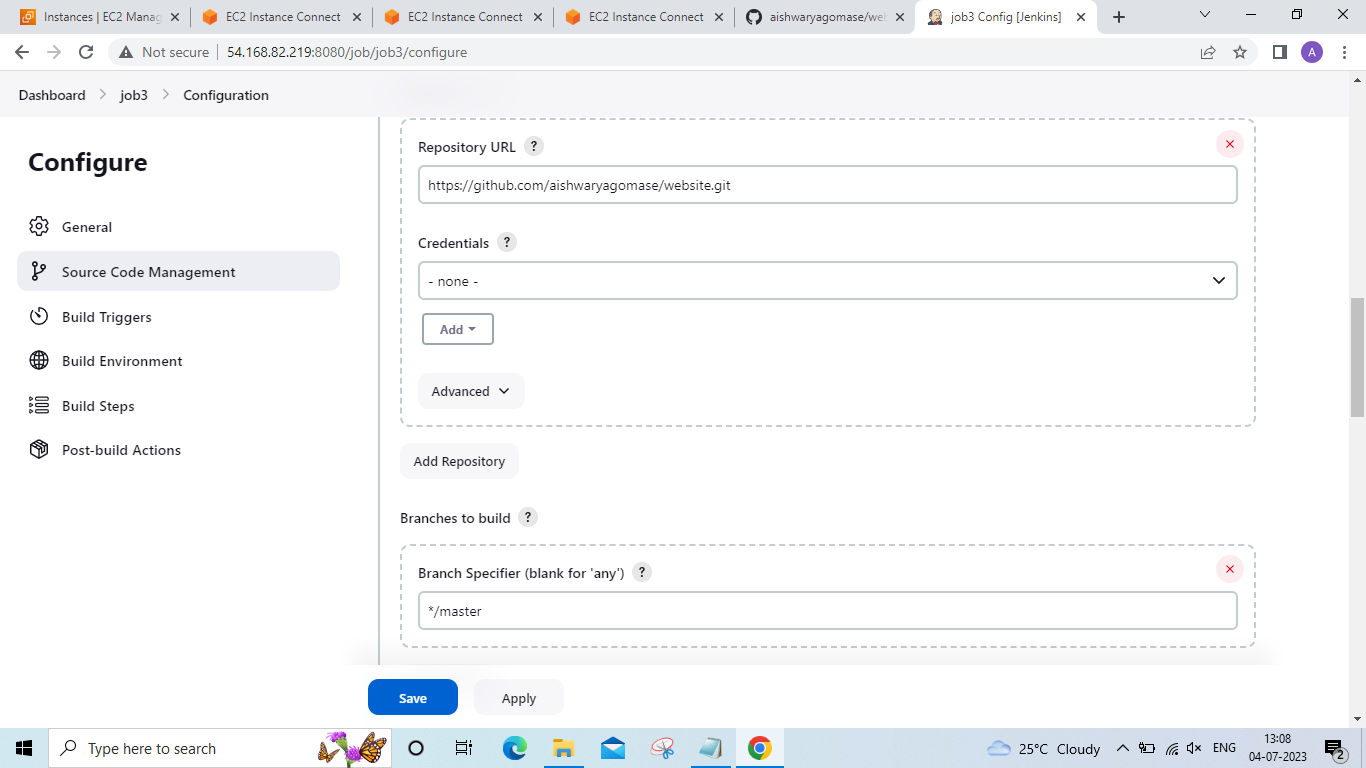 Instances | EC2 Manag
EC2 Instance Connect
EC2 Instance Connect
EC2 Instance Connect
aishwaryagomase/web
job3 Config [Jenkins]
Not secure
54.168.82.219:8080/job/job3/configure
A
Dashboard
job3
Configuration
Configure
General
Source Code Management
Build Triggers
Build Environment
Build Steps
Post-build Actions
Repository URL ?
https://github.com/aishwaryagomase/website.git
Credentials ?
- none -
Add
Advanced
Add Repository
Branches to build ?
Branch Specifier (blank for 'any') ?
*/master
Save
Apply
Type here to search
25°C Cloudy
ENG
13:08
04-07-2023
2